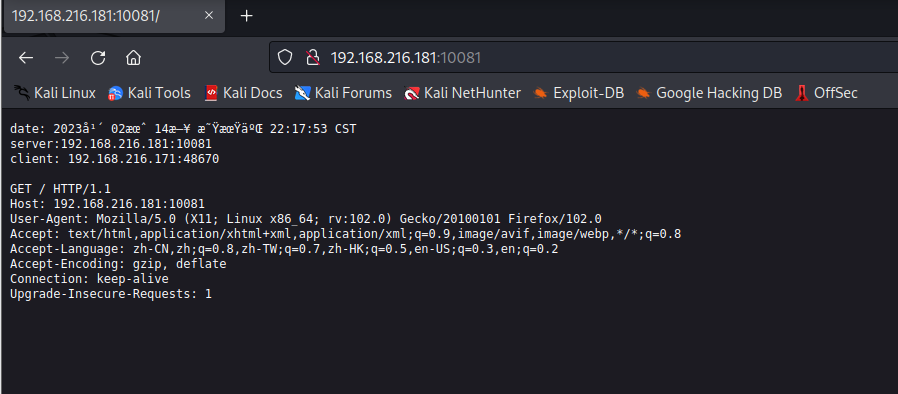 192.168.216.181:10081/
192.168.216.181:10081
Kali Linux Kali Tools Kali Docs Kali Forums Kali NetHunter Exploit-DB Google Hacking DB OffSec
date: 2023å¹´ 02æœˆ 14æ—¥ æ˜ŸæœŸäºŒ 22:17:53 CST
server:192.168.216.181:10081
client: 192.168.216.171:48670
GET / HTTP/1.1
Host: 192.168.216.181:10081
User-Agent: Mozilla/5.0 (X11; Linux x86_64; rv:102.0) Gecko/20100101 Firefox/102.0
Accept: text/html,application/xhtml+xml,application/xml;q=0.9,image/avif,image/webp,*/*;q=0.8
Accept-Language: zh-CN,zh;q=0.8,zh-TW;q=0.7,zh-HK;q=0.5,en-US;q=0.3,en;q=0.2
Accept-Encoding: gzip, deflate
Connection: keep-alive
Upgrade-Insecure-Requests: 1